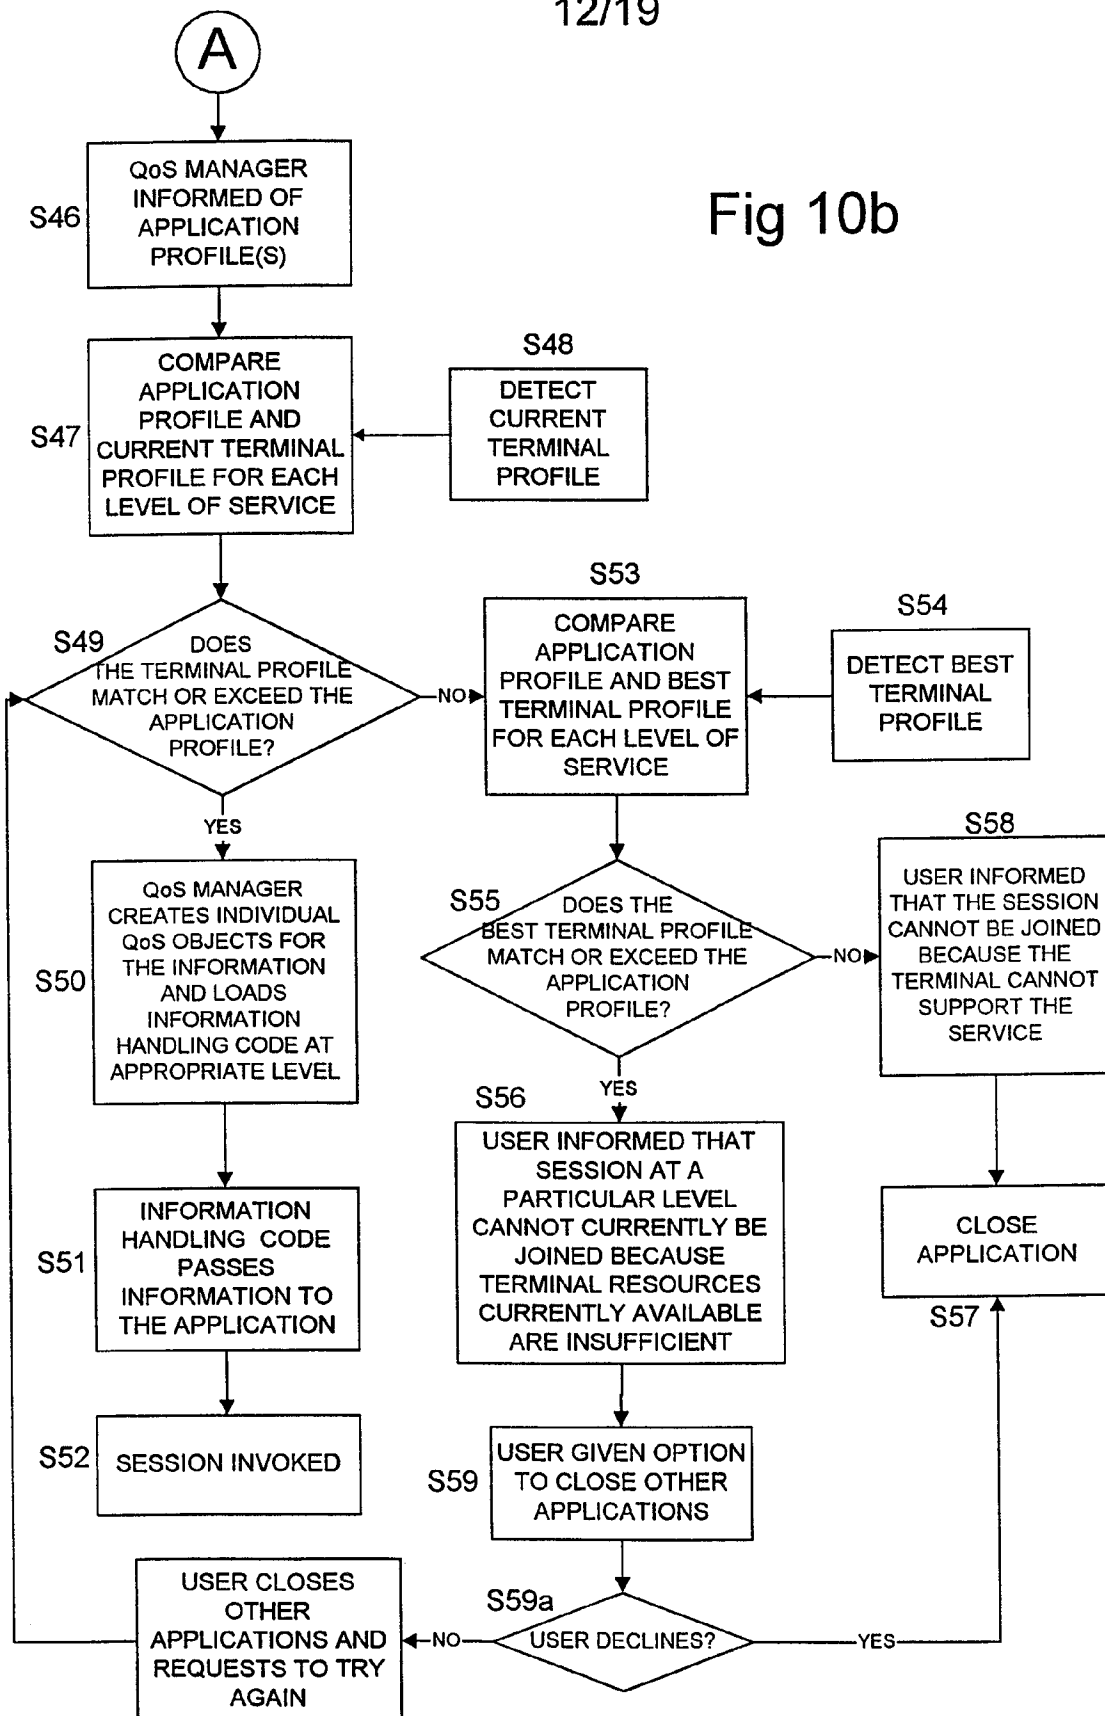 12/19
A
Fig 10b
S46
QoS MANAGER
INFORMED OF
APPLICATION
PROFILE(S)
S47
COMPARE
APPLICATION
PROFILE AND
CURRENT TERMINAL
PROFILE FOR EACH
LEVEL OF SERVICE
S48
DETECT
CURRENT
TERMINAL
PROFILE
S49
DOES
THE TERMINAL PROFILE
MATCH OR EXCEED THE
APPLICATION
PROFILE?
NO
YES
S53
COMPARE
APPLICATION
PROFILE AND BEST
TERMINAL PROFILE
FOR EACH LEVEL OF
SERVICE
S54
DETECT BEST
TERMINAL
PROFILE
S50
QoS MANAGER
CREATES INDIVIDUAL
QoS OBJECTS FOR
THE INFORMATION
AND LOADS
INFORMATION
HANDLING CODE AT
APPROPRIATE LEVEL
S55
DOES THE
BEST TERMINAL PROFILE
MATCH OR EXCEED THE
APPLICATION
PROFILE?
NO
YES
S58
USER INFORMED
THAT THE SESSION
CANNOT BE JOINED
BECAUSE THE
TERMINAL CANNOT
SUPPORT THE
SERVICE
S51
INFORMATION
HANDLING CODE
PASSES
INFORMATION TO
THE APPLICATION
S56
USER INFORMED THAT
SESSION AT A
PARTICULAR LEVEL
CANNOT CURRENTLY BE
JOINED BECAUSE
TERMINAL RESOURCES
CURRENTLY AVAILABLE
ARE INSUFFICIENT
CLOSE
APPLICATION
S57
S52
SESSION INVOKED
S59
USER GIVEN OPTION
TO CLOSE OTHER
APPLICATIONS
S59a
USER DECLINES?
NO
YES
USER CLOSES
OTHER
APPLICATIONS AND
REQUESTS TO TRY
AGAIN